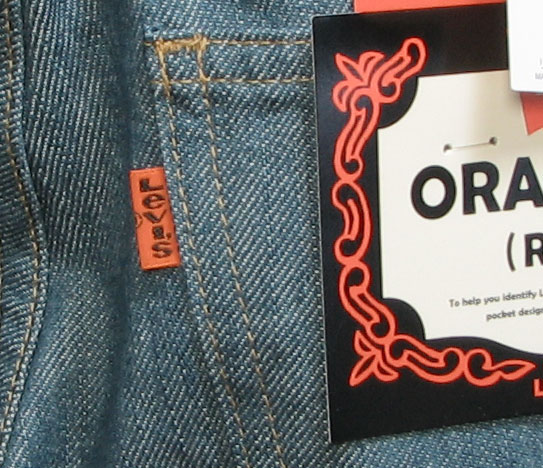 LEVI'S
ORA
(R
To help you identify L
pocket desig
L